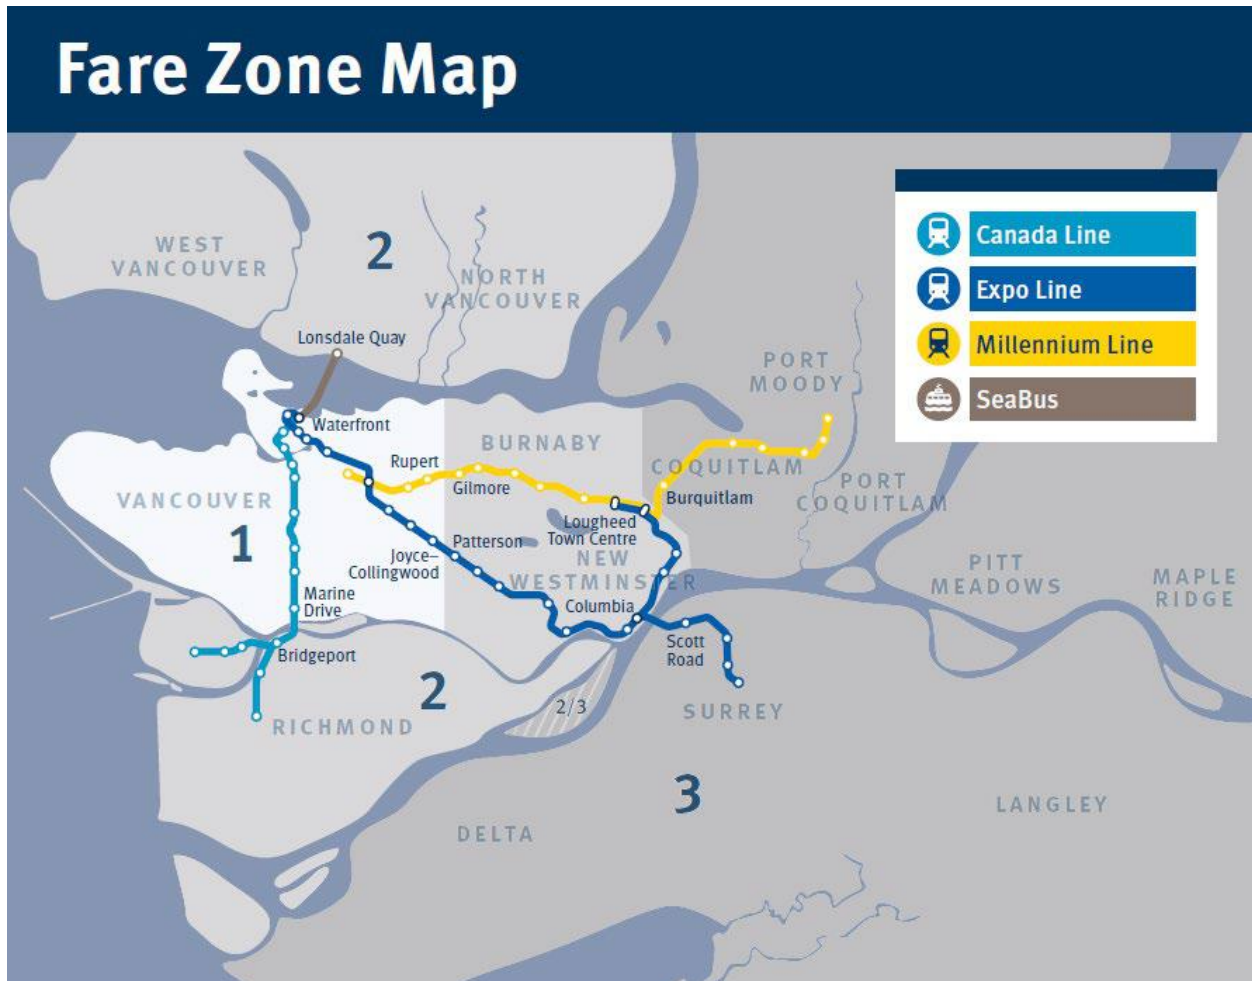 Fare Zone Map
Canada Line
Expo Line
Millennium Line
SeaBus
WEST
VANCOUVER
2
NORTH
VANCOUVER
Lonsdale Quay
PORT
MOODY
Waterfront
BURNABY
Rupert
Gilmore
COQUITLAM
Burquitlam
PORT
COQUITLAM
VANCOUVER
1
Lougheed
Town Centre
Patterson
Joyce–
Collingwood
NEW
WESTMINSTER
PITT
MEADOWS
MAPLE
RIDGE
Marine
Drive
Columbia
Bridgeport
Scott
Road
2
2/3
RICHMOND
SURREY
3
LANGLEY
DELTA